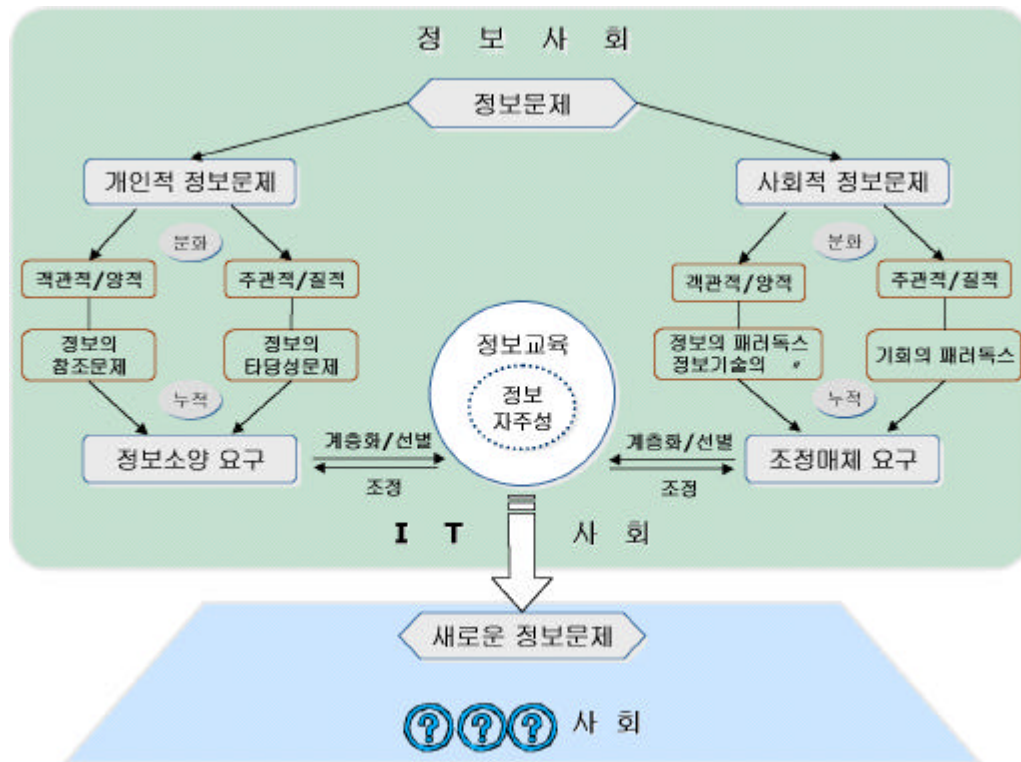 정 보 사 회
정보문제
개인적 정보문제
사회적 정보문제
분화
분화
객관적/양적
주관적/질적
객관적/양적
주관적/질적
정보의
참조문제
정보의
타당성문제
정보교육
정보
자주성
정보의 패러독스
정보기술의 〃
기회의 패러독스
누적
누적
정보소양 요구
계층화/선별
조정
계층화/선별
조정
조정매체 요구
I T 사 회
새로운 정보문제
??? 사 회